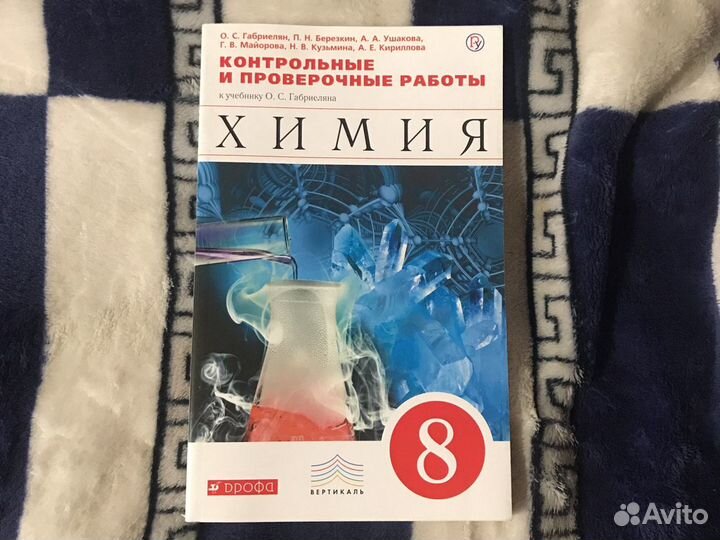 О. С. Габриелян, П. Н. Березкин, А. А. Ушакова,
Г. В. Майорова, Н. В. Кузьмина, А. Е. Кириллова
КОНТРОЛЬНЫЕ
И ПРОВЕРОЧНЫЕ РАБОТЫ
к учебнику О. С. Габриеляна
ХИМИЯ
8
дрофа
ВЕРТИКАЛЬ
Avito